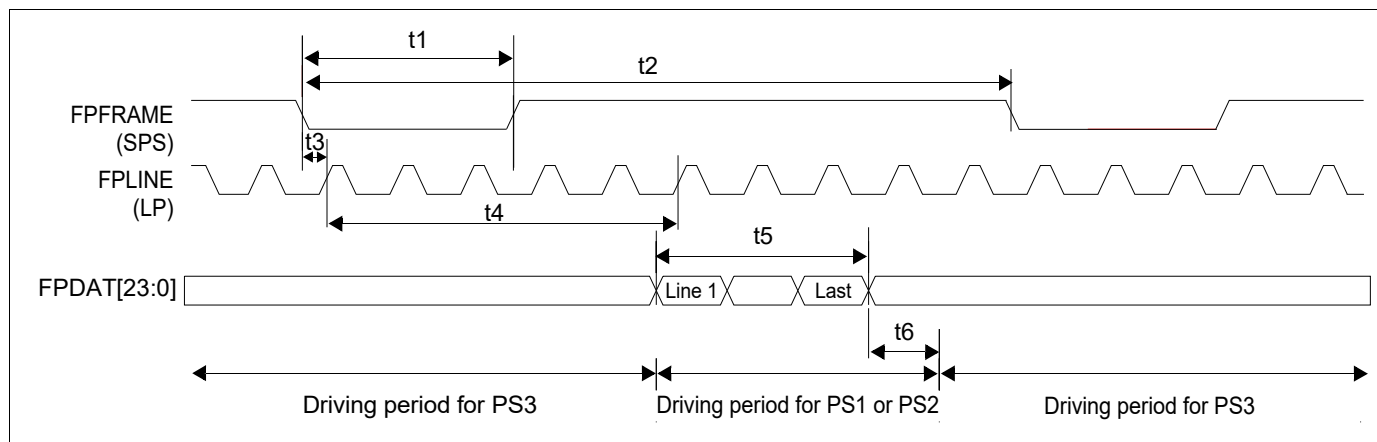 t1
t2
FPFRAME
(SPS)
t3
FPLINE
(LP)
t4
t5
FPDAT[23:0]
Line 1
Last
t6
Driving period for PS3
Driving period for PS1 or PS2
Driving period for PS3